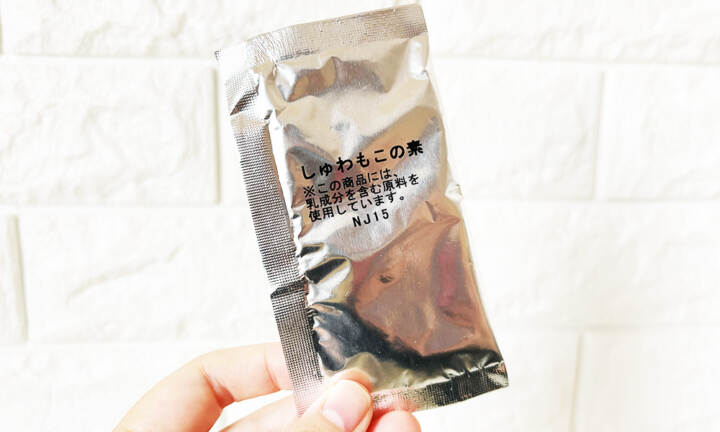 しゅわもこの素
※この商品には、
乳成分を含む原料を
使用しています。
NJ15